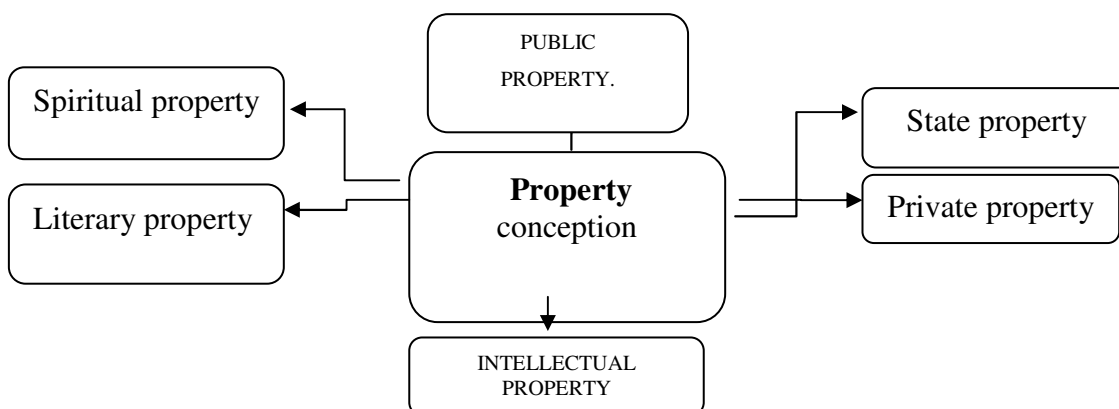 PUBLIC
PROPERTY.
Spiritual property
State property
Property
conception
Literary property
Private property
INTELLECTUAL
PROPERTY